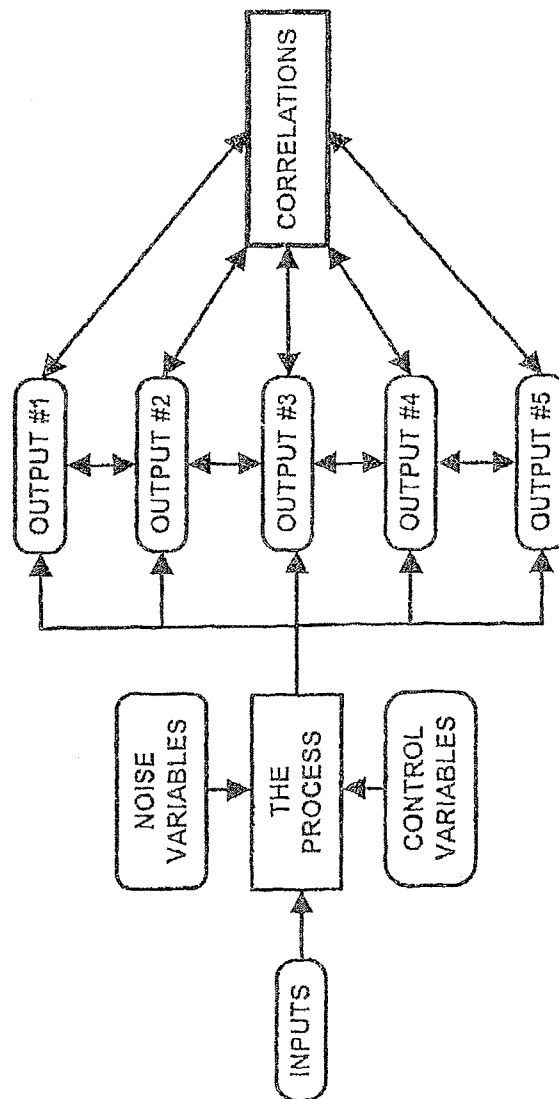 INPUTS
NOISE
VARIABLES
THE
PROCESS
CONTROL
VARIABLES
OUTPUT #1
OUTPUT #2
OUTPUT #3
OUTPUT #4
OUTPUT #5
CORRELATIONS